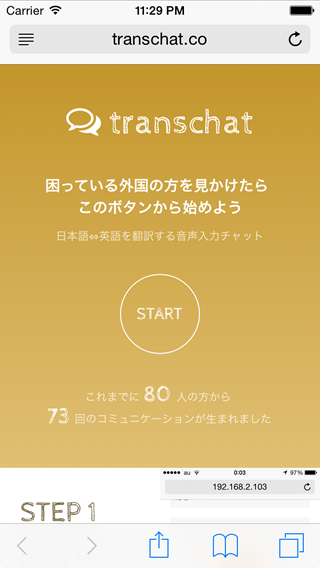 Carrier 11:29 PM
transchat.co
transchat
困っている外国の方を見かけたら
このボタンから始めよう
日本語⇔英語を翻訳する音声入力チャット
START
これまでに 80 人の方から
73 回のコミュニケーションが生まれました
au 0:03 97%
192.168.2.103
STEP 1